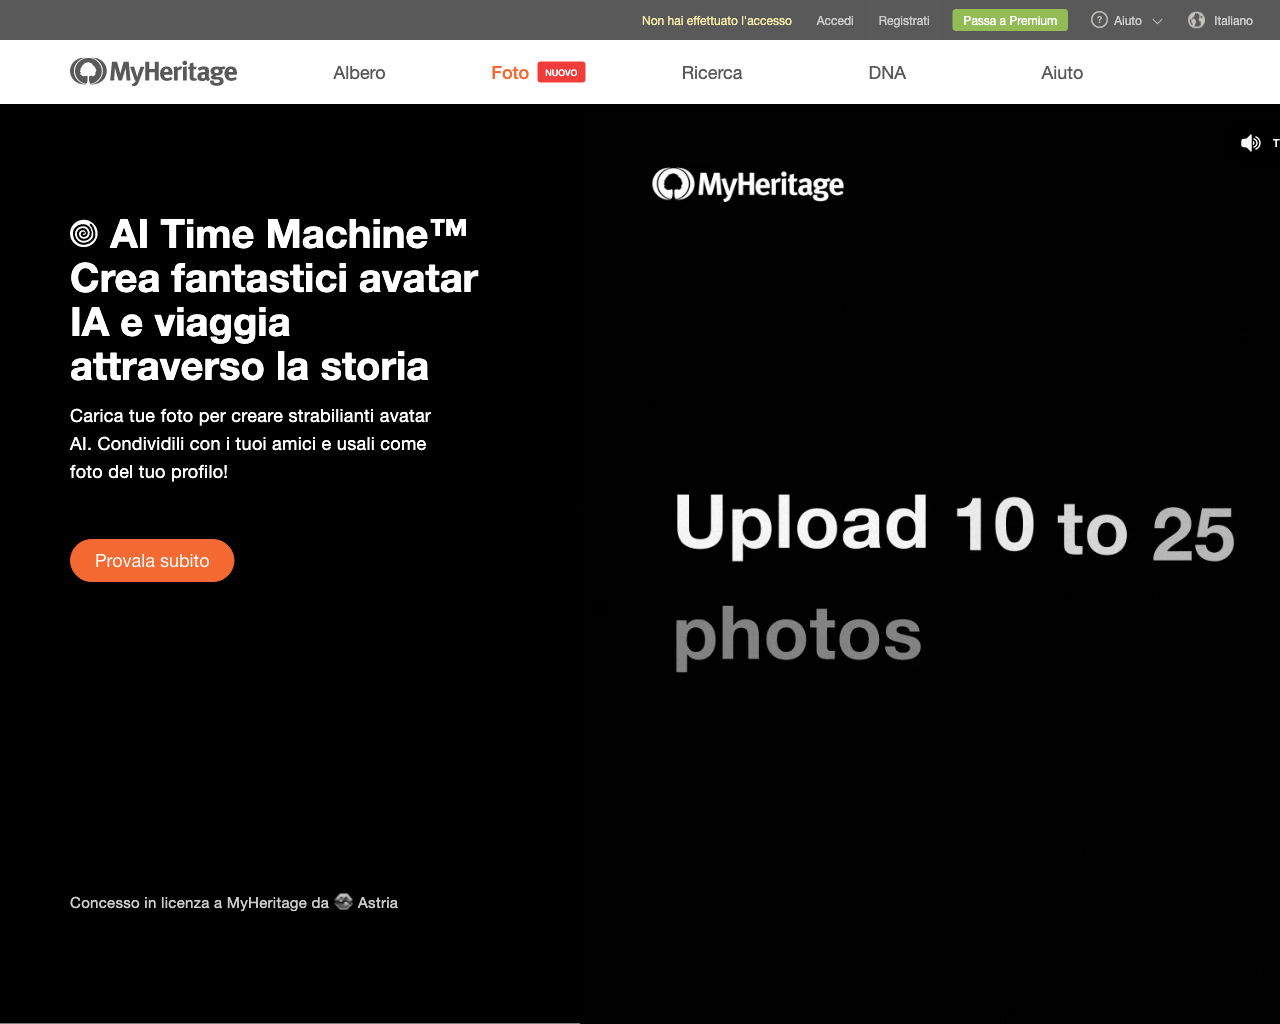 Non hai effettuato l'accesso Accedi Registrati Passa a Premium ? Aiuto Italiano
MyHeritage Albero Foto NUOVO Ricerca DNA Aiuto
T
MyHeritage
AI Time Machine™
Crea fantastici avatar
IA e viaggia
attraverso la storia
Carica tue foto per creare strabilianti avatar
AI. Condividili con i tuoi amici e usali come
foto del tuo profilo!
Provala subito
Upload 10 to 25
photos
Concesso in licenza a MyHeritage da Astria